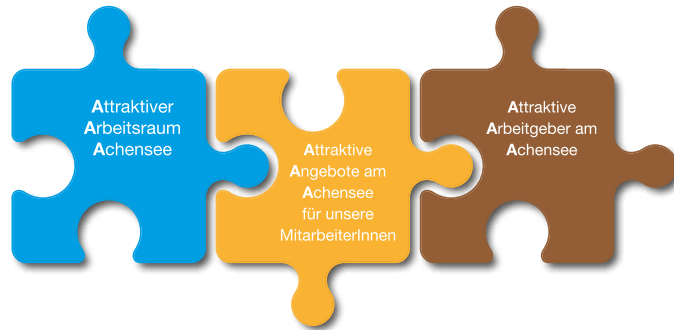 Attraktiver
Arbeitsraum
Achensee
Attraktive
Angebote am
Achensee
für unsere
MitarbeiterInnen
Attraktive
Arbeitgeber am
Achensee